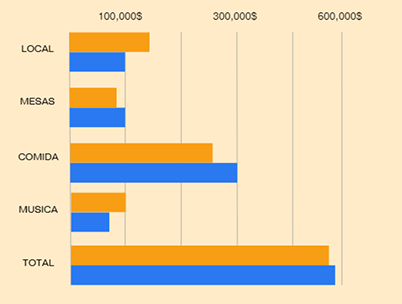 100,000$ 300,000$ 600,000$
LOCAL
MESAS
COMIDA
MUSICA
TOTAL